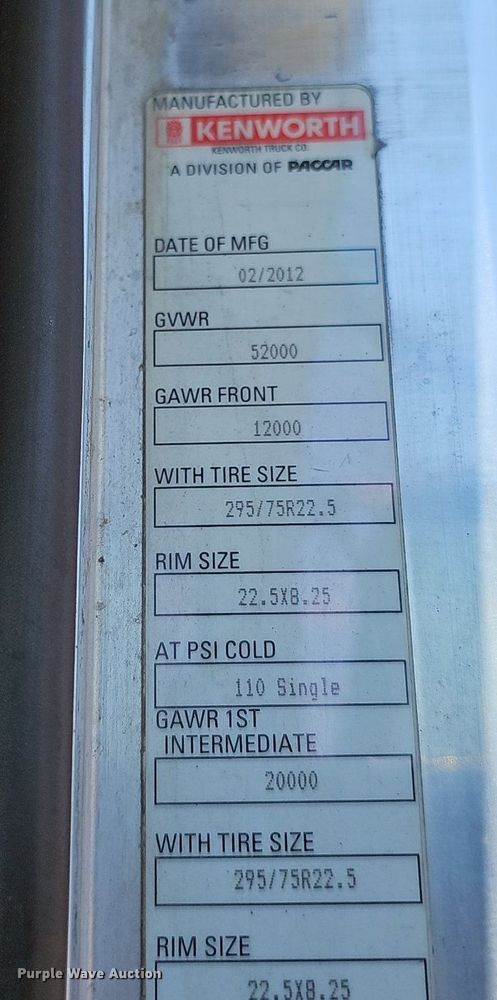 MANUFACTURED BY
KENWORTH
KENWORTH TRUCK CO.
A DIVISION OF PACCAR
DATE OF MFG
02/2012
GVWR
52000
GAWR FRONT
12000
WITH TIRE SIZE
295/75R22.5
RIM SIZE
22.5X8.25
AT PSI COLD
110 Single
GAWR 1ST
INTERMEDIATE
20000
WITH TIRE SIZE
295/75R22.5
RIM SIZE
22.5X8.25
Purple Wave Auction